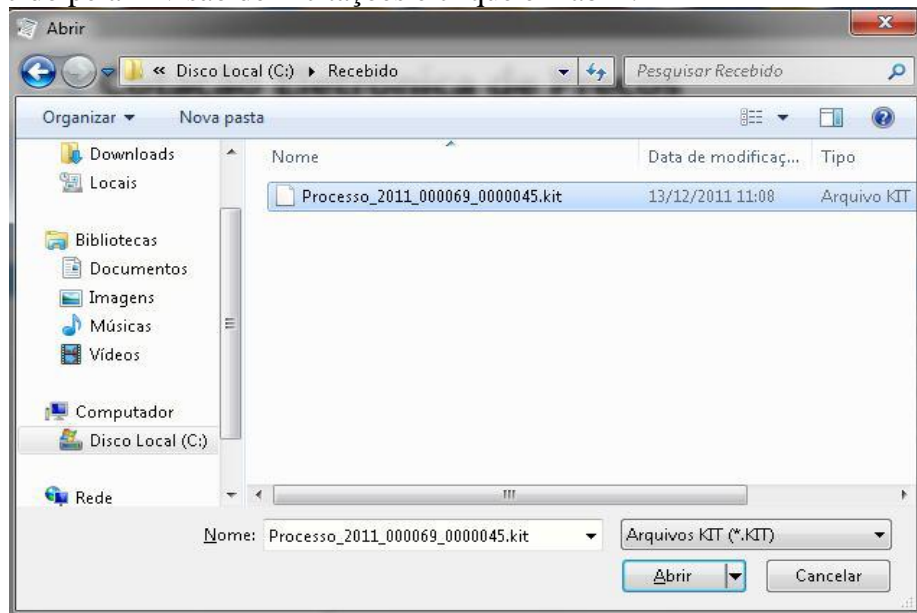 Abrir
« Disco Local (C:) ▸ Recebido
Pesquisar Recebido
Organizar
Nova pasta
Downloads
Locais
Bibliotecas
Documentos
Imagens
Músicas
Vídeos
Computador
Disco Local (C:)
Rede
Nome Data de modificaç... Tipo
Processo_2011_000069_0000045.kit 13/12/2011 11:08 Arquivo KIT
Nome: Processo_2011_000069_0000045.kit
Arquivos KIT (*.KIT)
Abrir Cancelar